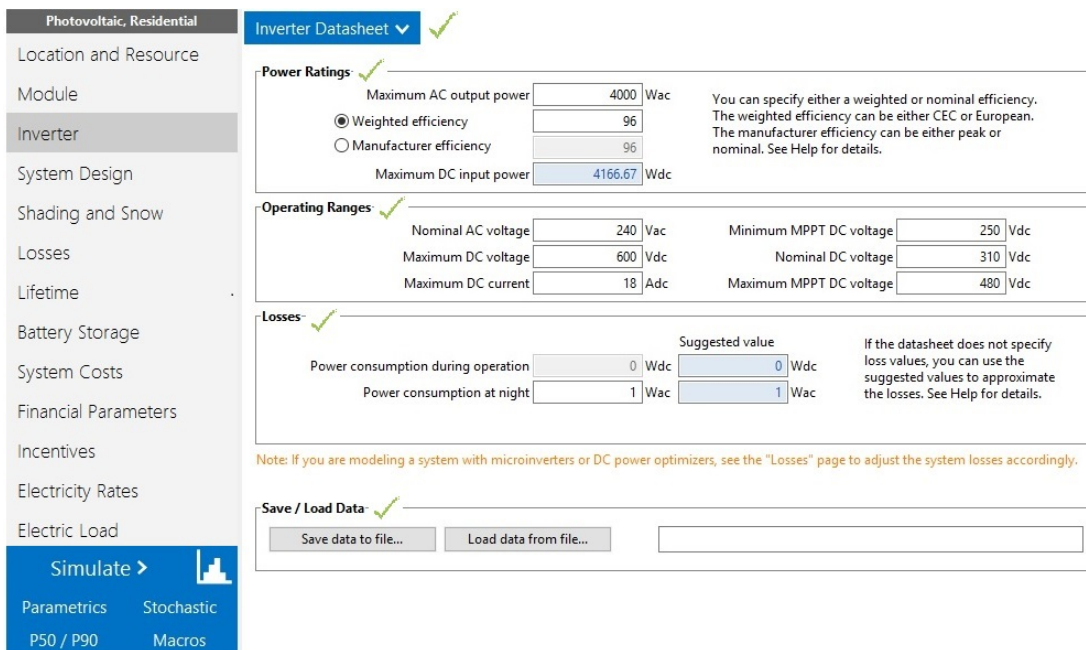 Photovoltaic, Residential
Location and Resource
Module
Inverter
System Design
Shading and Snow
Losses
Lifetime
Battery Storage
System Costs
Financial Parameters
Incentives
Electricity Rates
Electric Load
Simulate >
Parametrics Stochastic
P50 / P90 Macros
Inverter Datasheet
Power Ratings
Maximum AC output power 4000 Wac
Weighted efficiency 96
Manufacturer efficiency 96
Maximum DC input power 4166.67 Wdc
You can specify either a weighted or nominal efficiency.
The weighted efficiency can be either CEC or European.
The manufacturer efficiency can be either peak or
nominal. See Help for details.
Operating Ranges
Nominal AC voltage 240 Vac Minimum MPPT DC voltage 250 Vdc
Maximum DC voltage 600 Vdc Nominal DC voltage 310 Vdc
Maximum DC current 18 Adc Maximum MPPT DC voltage 480 Vdc
Losses
Suggested value
Power consumption during operation 0 Wdc 0 Wdc
Power consumption at night 1 Wac 1 Wac
If the datasheet does not specify
loss values, you can use the
suggested values to approximate
the losses. See Help for details.
Note: If you are modeling a system with microinverters or DC power optimizers, see the "Losses" page to adjust the system losses accordingly.
Save / Load Data
Save data to file... Load data from file...